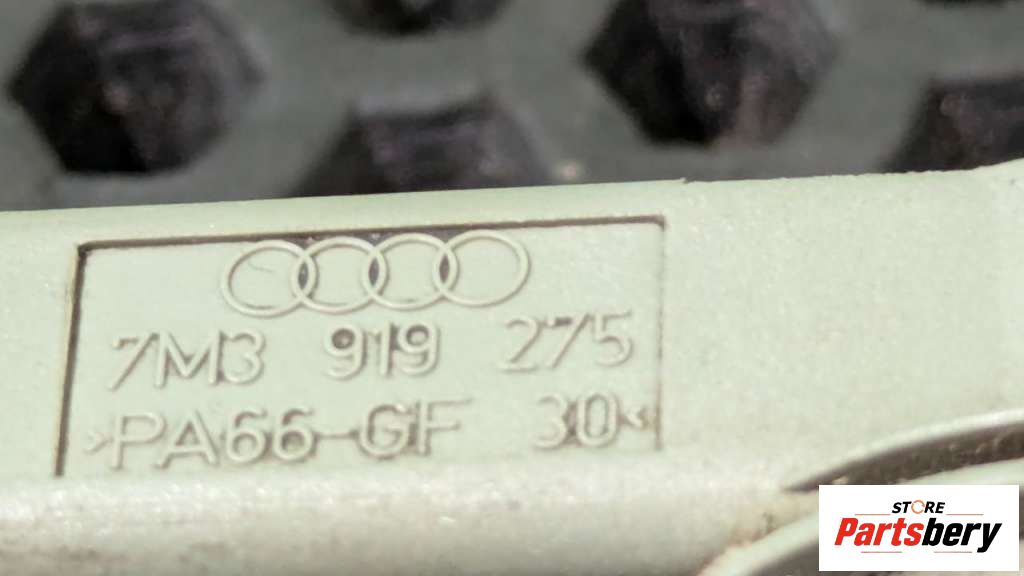 7M3 919 275
>PA66-GF 30<
STORE
Partsbery